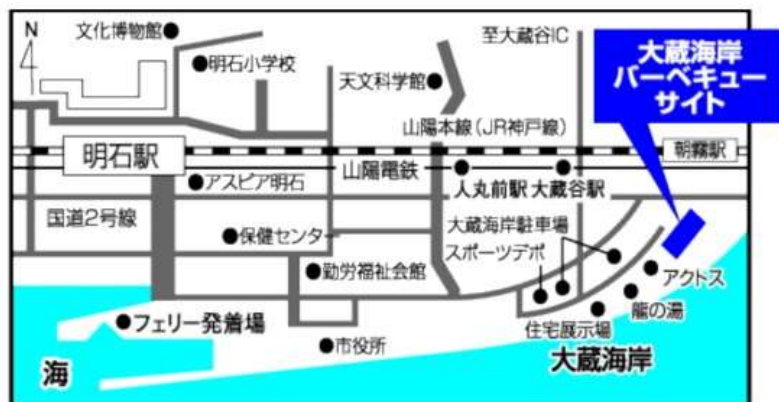 N
文化博物館
至大蔵谷IC
大蔵海岸
バーベキュー
サイト
明石小学校
天文科学館
山陽本線(JR神戸線)
明石駅
朝霧駅
山陽電鉄
アスピア明石
人丸前駅
大蔵谷駅
国道2号線
大蔵海岸駐車場
保健センター
スポーツデポ
勤労福祉会館
アクトス
龍の湯
フェリー発着場
住宅展示場
市役所
大蔵海岸
海